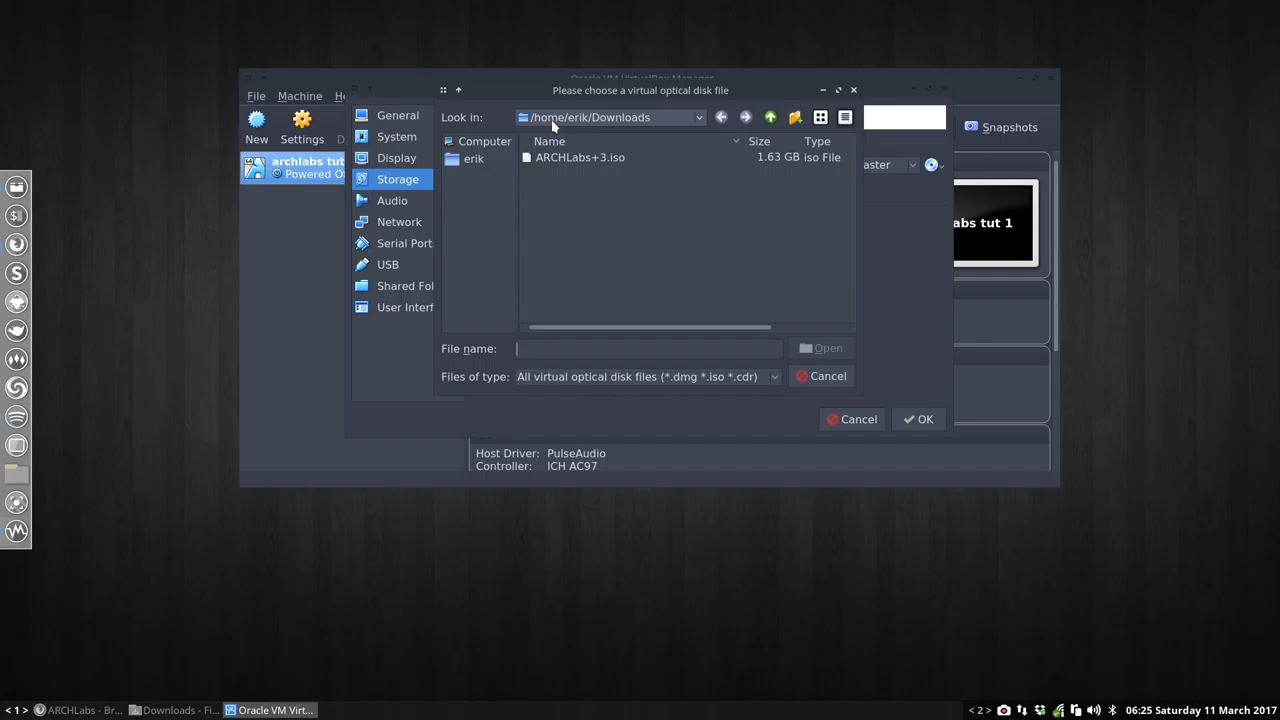 Oracle VM VirtualBox Manager
Please choose a virtual optical disk file
File Machine
Look in: /home/erik/Downloads
New Settings
Snapshots
archlabs tut
Powered Of
General
System
Display
Storage
Audio
Network
Serial Port
USB
Shared Fol
User Interf
Computer
erik
Name Size Type
ARCHLabs+3.iso 1.63 GB iso File
aster
abs tut 1
File name:
Open
Files of type: All virtual optical disk files (*.dmg *.iso *.cdr)
Cancel
Cancel OK
Host Driver: PulseAudio
Controller: ICH AC97
< 1 > ARCHLabs - Br... Downloads - Fi... Oracle VM Virt... < 2 > 06:25 Saturday 11 March 2017